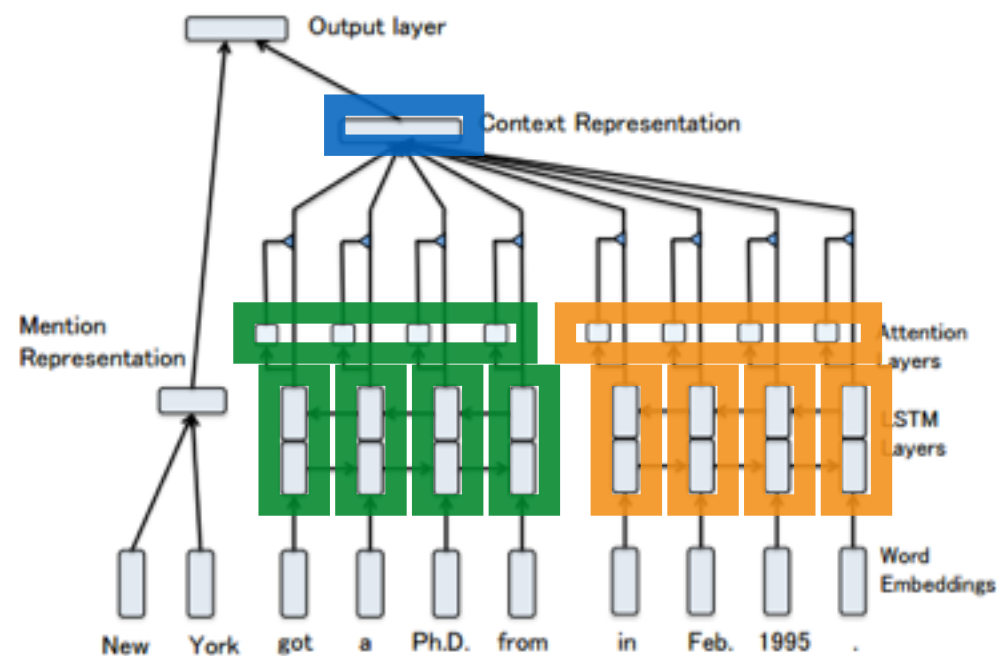 Output layer
Context Representation
Mention
Representation
Attention
Layers
LSTM
Layers
Word
Embeddings
New York got a Ph.D. from in Feb. 1995 .